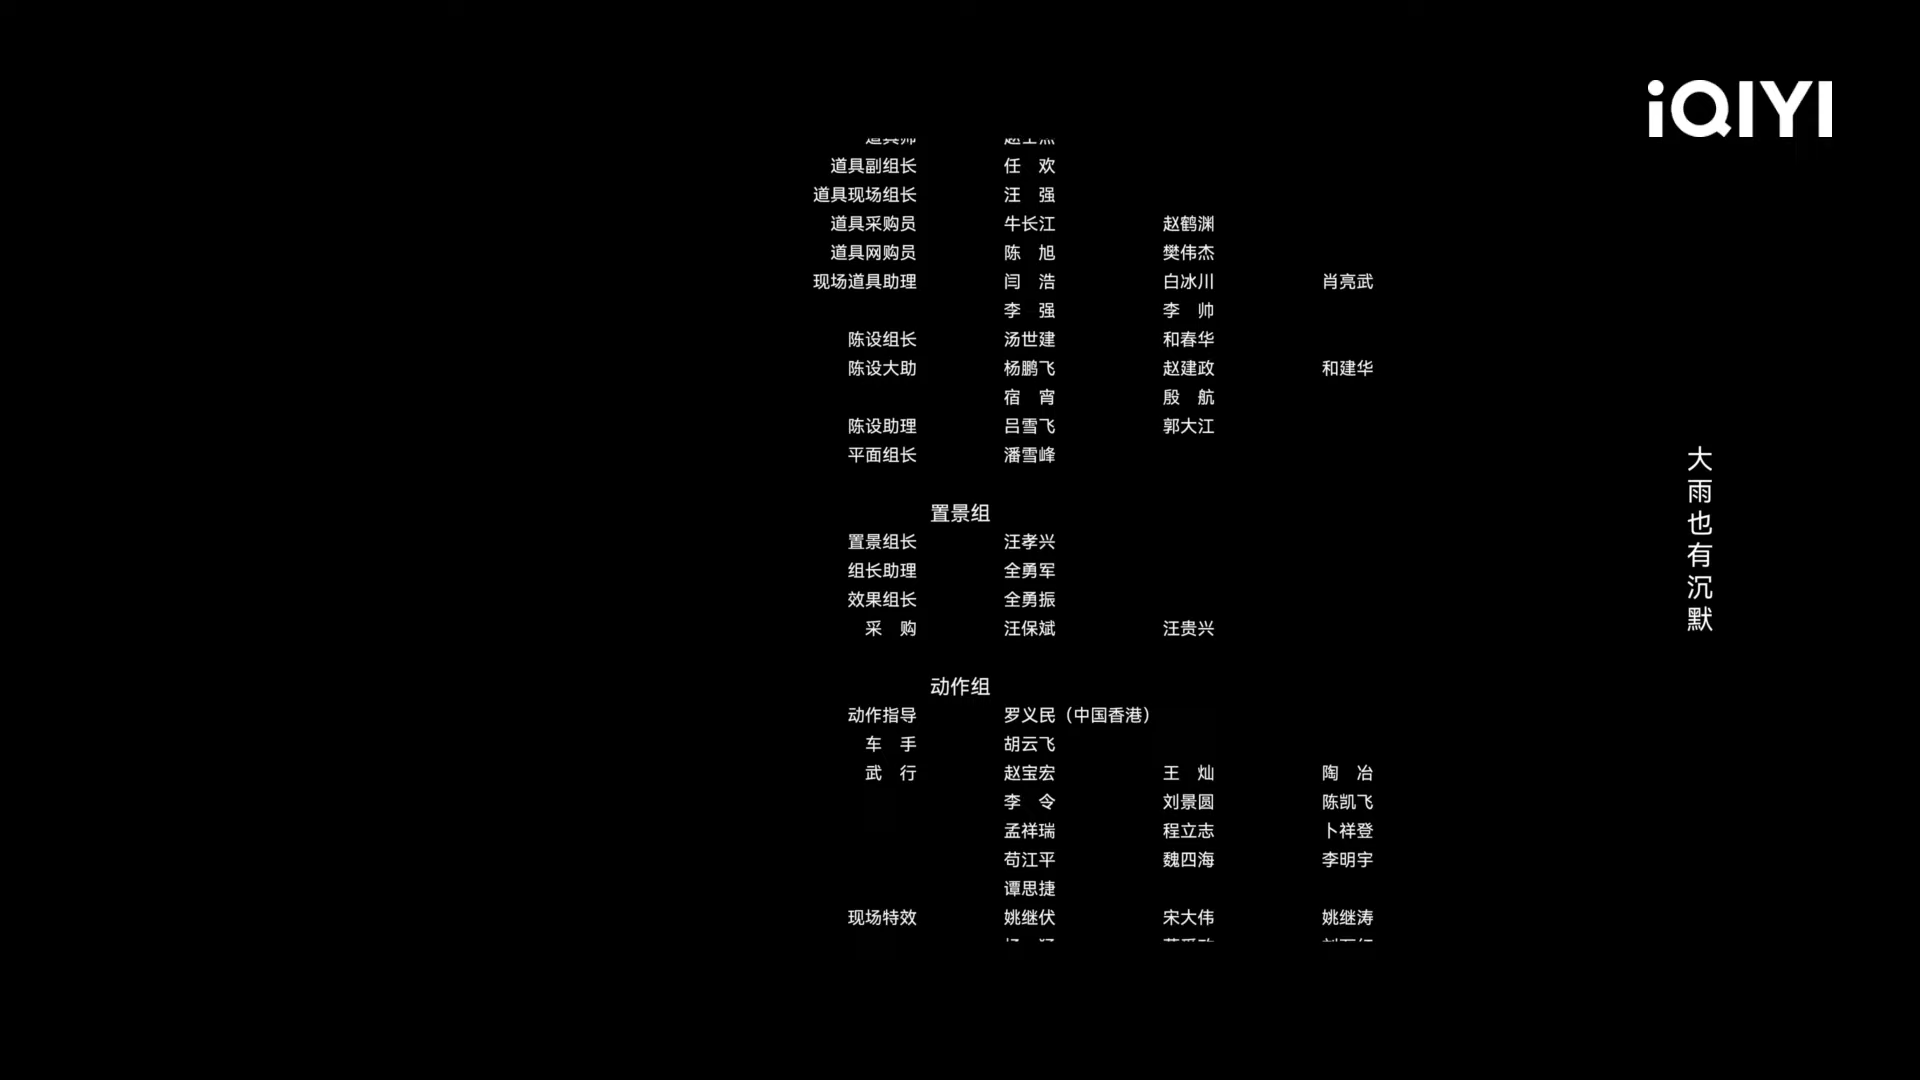 iQIYI
道具副组长 任 欢
道具现场组长 汪 强
道具采购员 牛长江 赵鹤渊
道具网购员 陈 旭 樊伟杰
现场道具助理 闫 浩 白冰川 肖亮武
李 强 李 帅
陈设组长 汤世建 和春华
陈设大助 杨鹏飞 赵建政 和建华
宿 宵 殷 航
陈设助理 吕雪飞 郭大江
平面组长 潘雪峰
置景组
置景组长 汪孝兴
组长助理 全勇军
效果组长 全勇振
采 购 汪保斌 汪贵兴
动作组
动作指导 罗义民（中国香港）
车 手 胡云飞
武 行 赵宝宏 王 灿 陶 冶
李 令 刘景圆 陈凯飞
孟祥瑞 程立志 卜祥登
苟江平 魏四海 李明宇
谭思捷
现场特效 姚继伏 宋大伟 姚继涛
大雨也有沉默